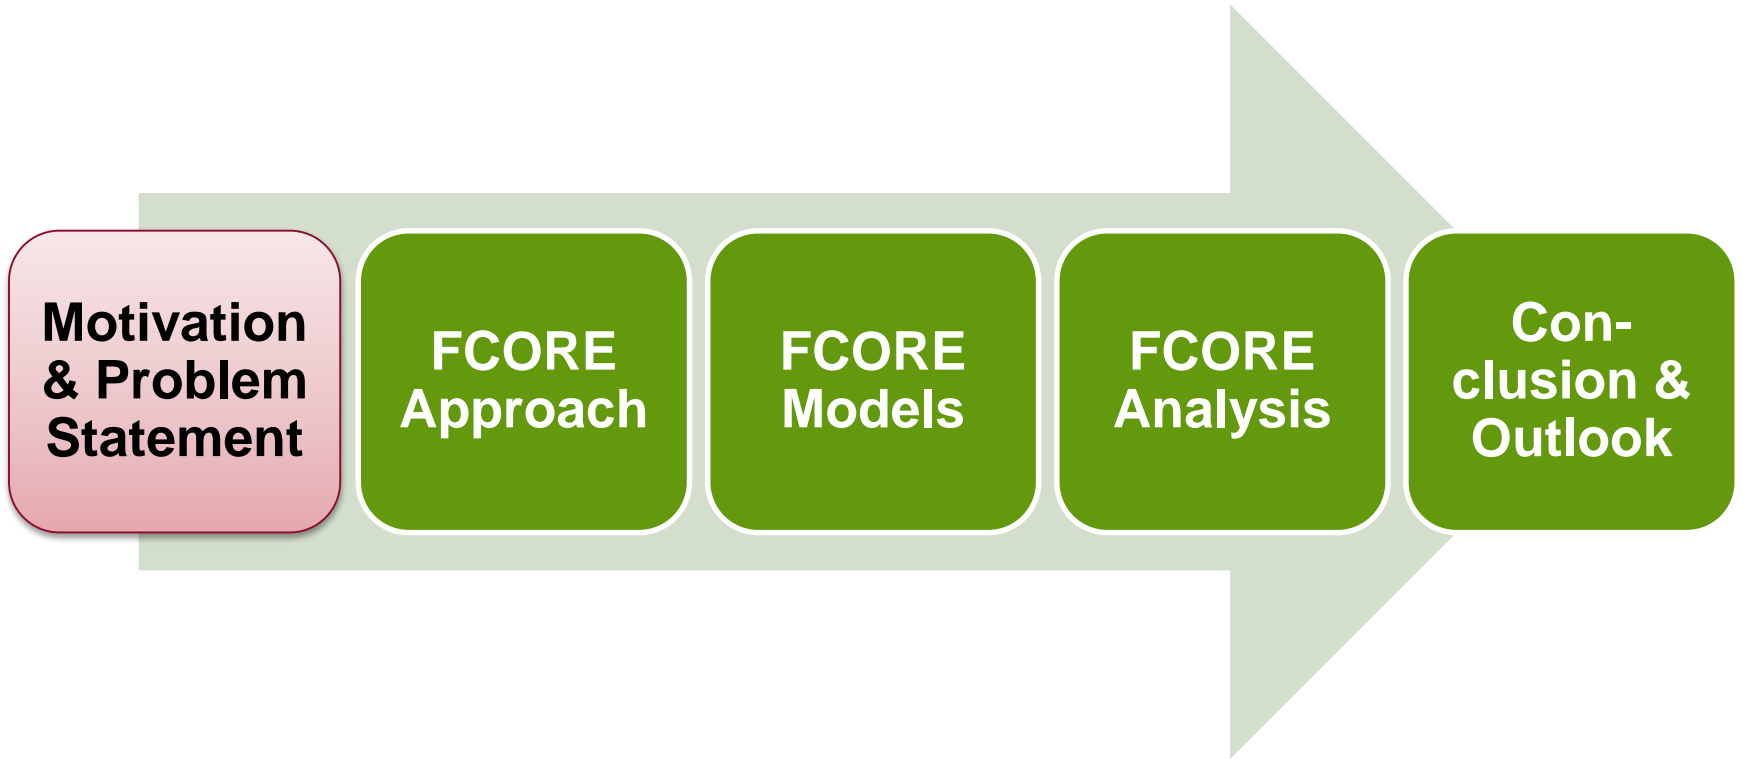 Motivation
& Problem
Statement
FCORE
Approach
FCORE
Models
FCORE
Analysis
Con-
clusion &
Outlook